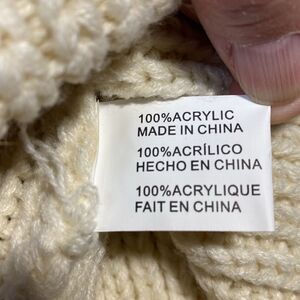 100%ACRYLIC
MADE IN CHINA
100%ACRÍLICO
HECHO EN CHINA
100%ACRYLIQUE
FAIT EN CHINA